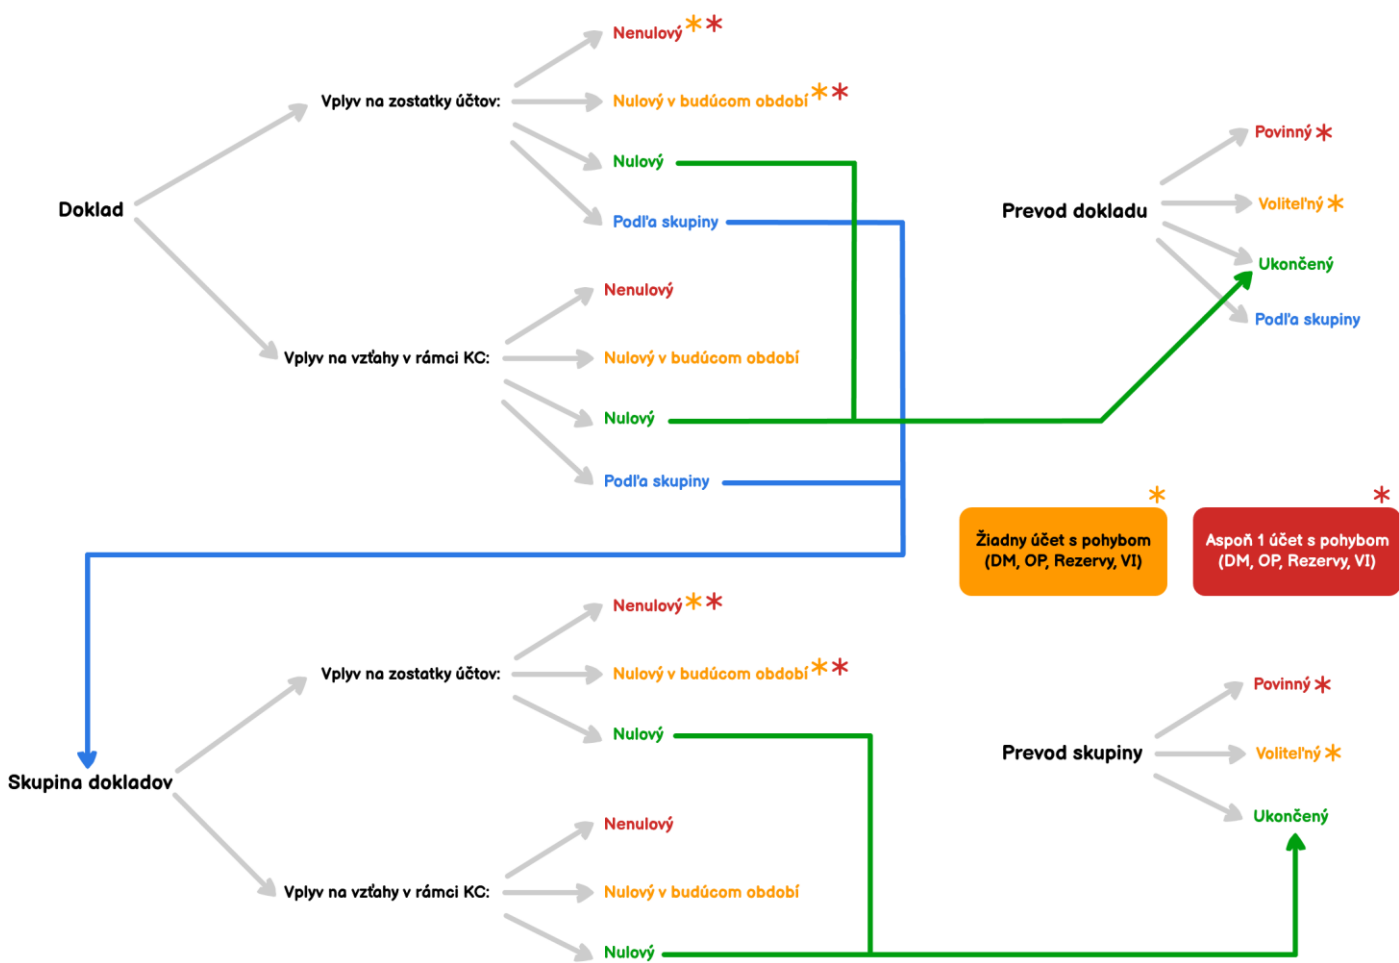 Nenulový * *
Vplyv na zostatky účtov:
Nulový v budúcom období * *
Nulový
Doklad
Podľa skupiny
Nenulový
Vplyv na vzťahy v rámci KC:
Nulový v budúcom období
Nulový
Podľa skupiny
Povinný *
Voliteľný *
Prevod dokladu
Ukončený
Podľa skupiny
*
Žiadny účet s pohybom
(DM, OP, Rezervy, VI)
*
Aspoň 1 účet s pohybom
(DM, OP, Rezervy, VI)
Nenulový * *
Vplyv na zostatky účtov:
Nulový v budúcom období * *
Nulový
Skupina dokladov
Nenulový
Vplyv na vzťahy v rámci KC:
Nulový v budúcom období
Nulový
Povinný *
Prevod skupiny
Voliteľný *
Ukončený